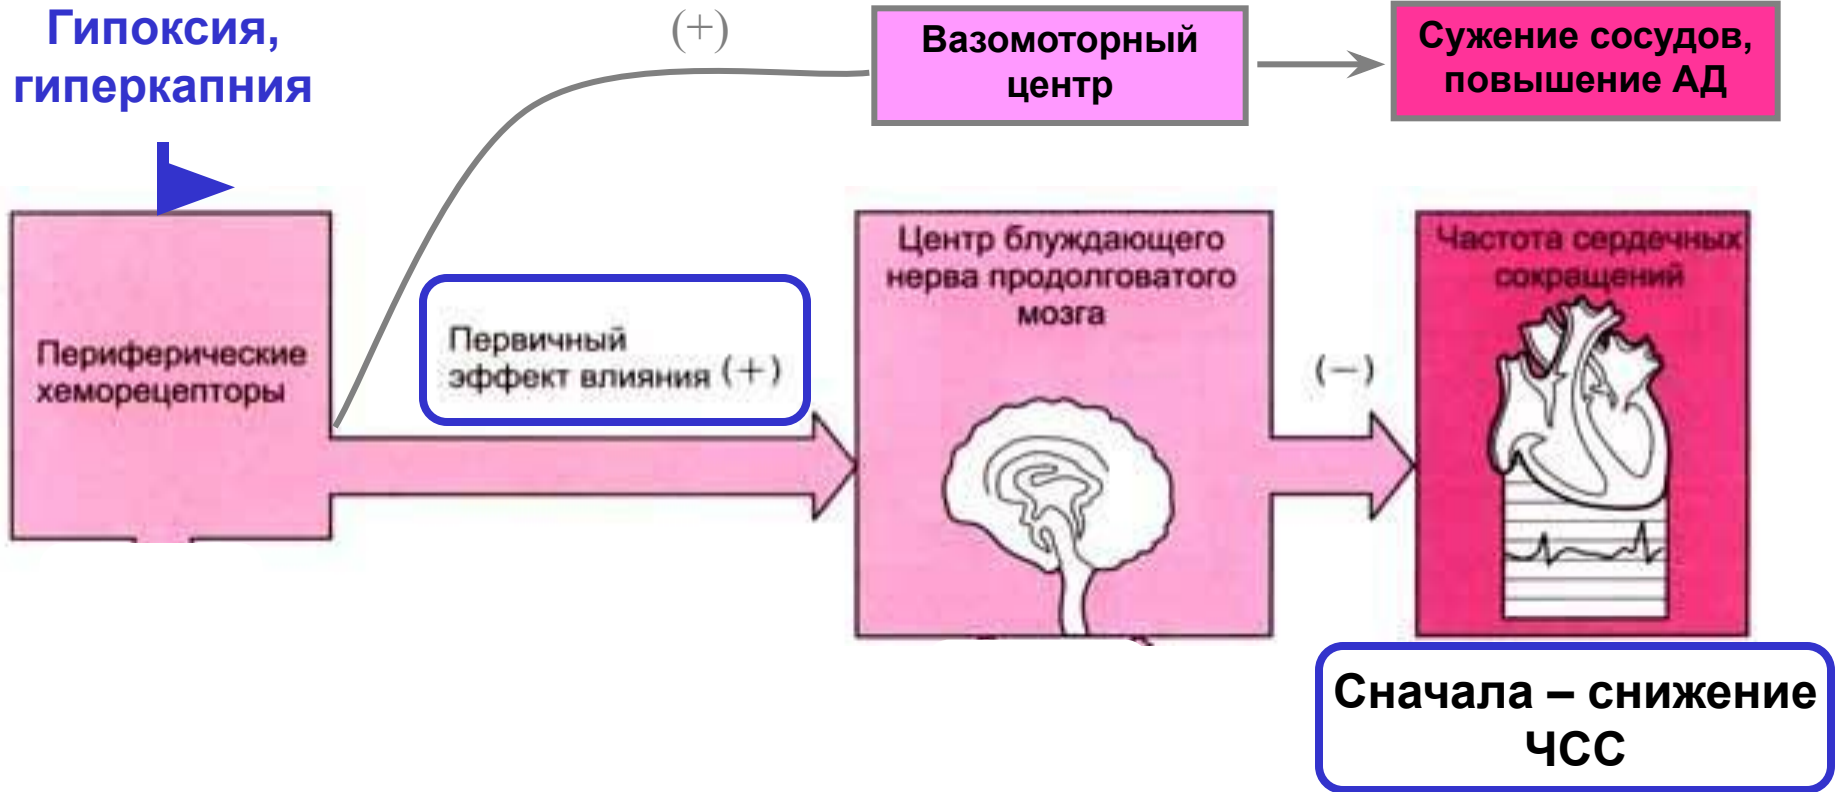 Гипоксия,
гиперкапния
(+)
Вазомоторный
центр
Сужение сосудов,
повышение АД
Периферические
хеморецепторы
Первичный
эффект влияния (+)
Центр блуждающего
нерва продолговатого
мозга
(−)
Частота сердечных
сокращений
Сначала – снижение
ЧСС